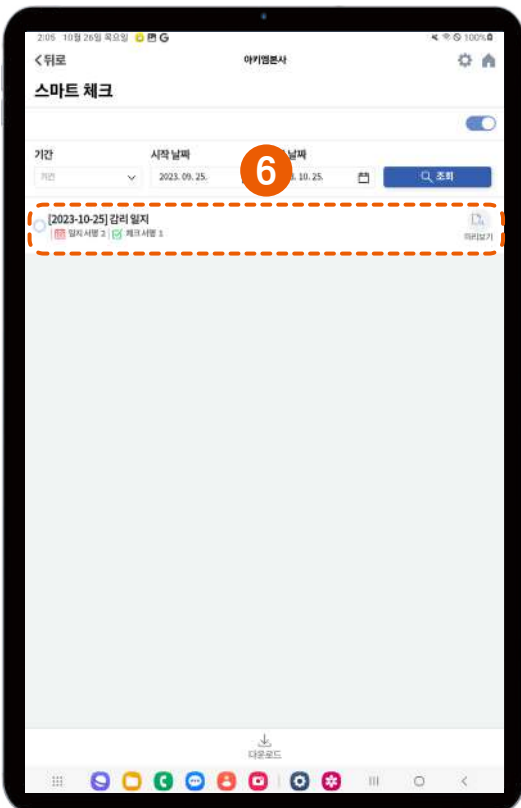 2:05 10월 26일 목요일 G 100%
뒤로 아키엠본사
스마트 체크
기간 시작 날짜 날짜
기간 2023. 09. 25. 6 . 10. 25. 조회
[2023-10-25] 감리 일지
일지 서명 2 | 체크 서명 1 미리보기
다운로드